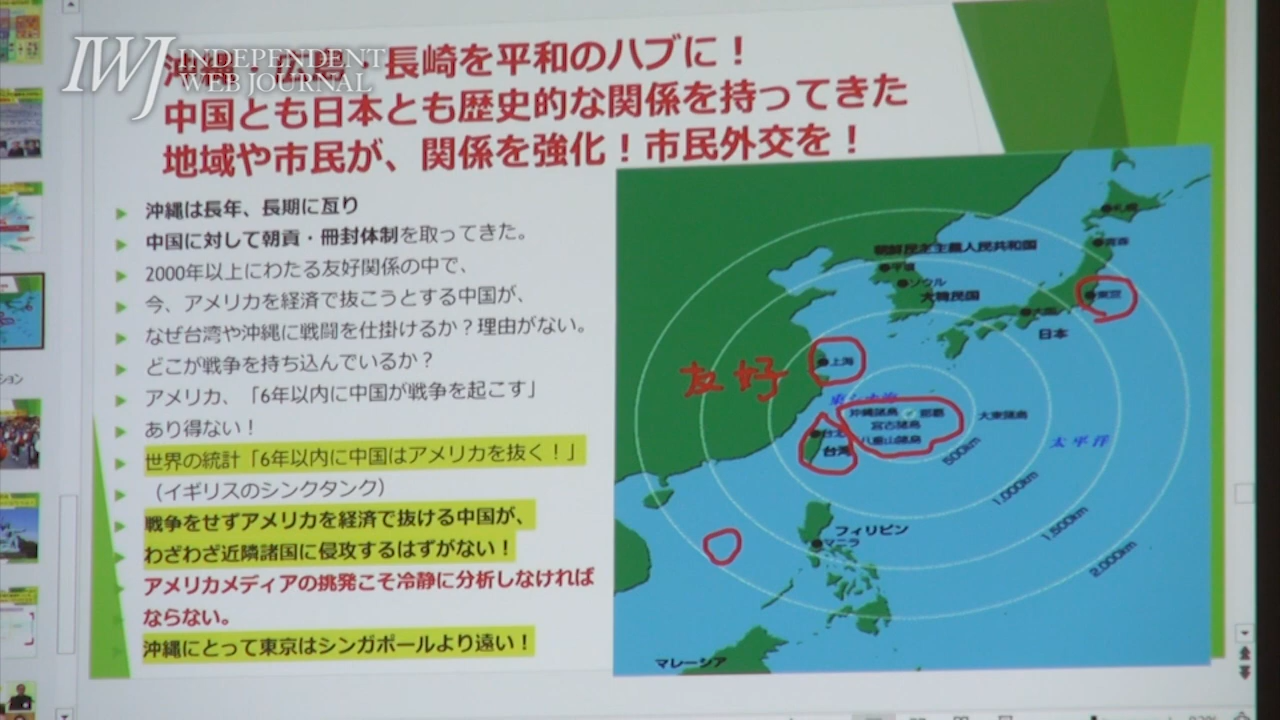 IWJ INDEPENDENT WEB JOURNAL
長崎を平和のハブに！
中国とも日本とも歴史的な関係を持ってきた
地域や市民が、関係を強化！市民外交を！
沖縄は長年、長期に亙り
中国に対して朝貢・冊封体制を取ってきた。
2000年以上にわたる友好関係の中で、
今、アメリカを経済で抜こうとする中国が、
なぜ台湾や沖縄に戦闘を仕掛けるか？理由がない。
どこが戦争を持ち込んでいるか？
アメリカ、「6年以内に中国が戦争を起こす」
あり得ない！
世界の統計「6年以内に中国はアメリカを抜く！」
（イギリスのシンクタンク）
戦争をせずアメリカを経済で抜ける中国が、
わざわざ近隣諸国に侵攻するはずがない！
アメリカメディアの挑発こそ冷静に分析しなければ
ならない。
沖縄にとって東京はシンガポールより遠い！
札幌
青森
朝鮮民主主義人民共和国
平壌
ソウル
大韓民国
東京
大阪
日本
上海
友好
東シナ海
沖縄諸島
那覇
大東諸島
宮古諸島
八重山諸島
台北
台湾
太平洋
500km
1,000km
1,500km
2,000km
フィリピン
マニラ
マレーシア